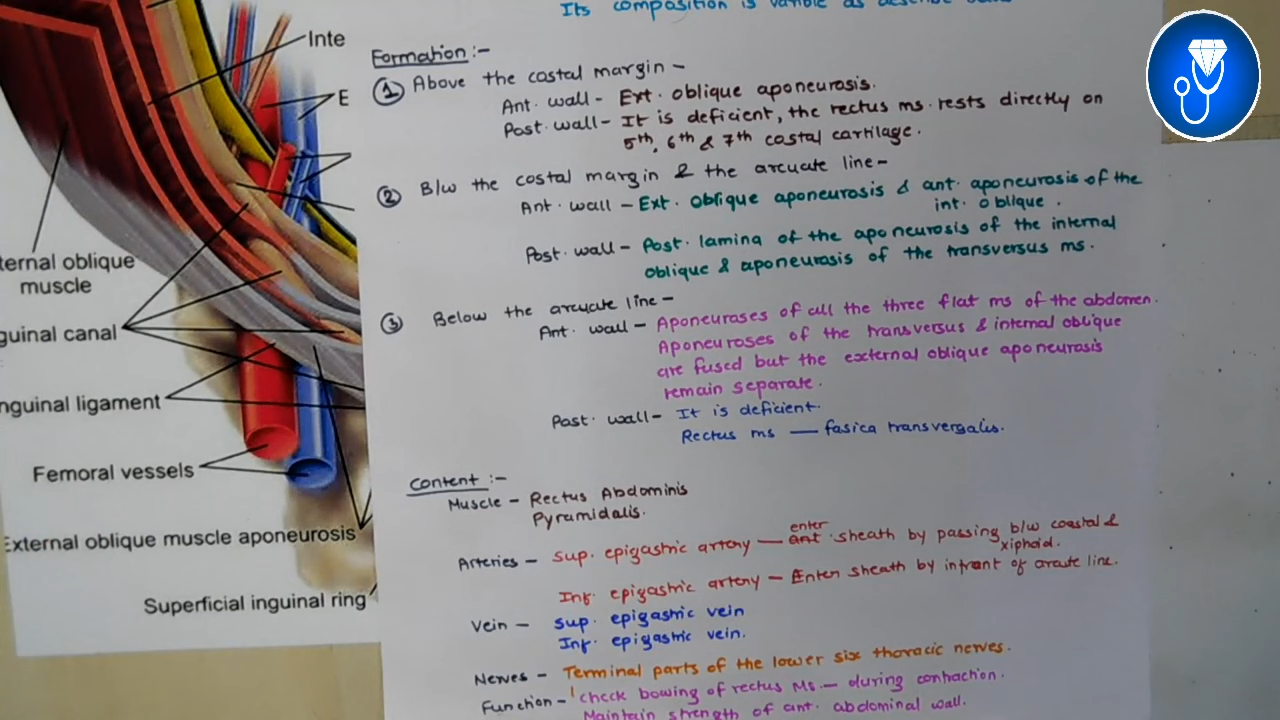 Inte
E
ternal oblique
muscle
guinal canal
nguinal ligament
Femoral vessels
External oblique muscle aponeurosis
Superficial inguinal ring
Its composition is varible as describe
Formation :-
① Above the costal margin -
Ant. wall - Ext. oblique aponeurosis.
Post. wall - It is deficient, the rectus ms. rests directly on
5th, 6th & 7th costal cartilage.
② B/w the costal margin & the arcuate line -
Ant. wall - Ext. oblique aponeurosis & ant. aponeurosis of the
int. oblique.
Post. wall - Post. lamina of the aponeurosis of the internal
oblique & aponeurosis of the transversus ms.
③ Below the arcuate line -
Ant. wall - Aponeuroses of all the three flat ms of the abdomen.
Aponeuroses of the transversus & internal oblique
are fused but the external oblique aponeurosis
remain separate.
Post. wall - It is deficient.
Rectus ms — fasica transversalis.
Content :-
Muscle - Rectus Abdominis
Pyramidalis.
Arteries - Sup. epigastric artery — enter sheath by passing b/w coastal &
xiphoid.
Inf. epigastric artery - Enter sheath by infront of arcate line.
Vein - Sup. epigastric vein
Inf. epigastric vein.
Nerves - Terminal parts of the lower six thoracic nerves.
Function - check bowing of rectus Ms. - during contraction.
Maintain strength of ant. abdominal wall.